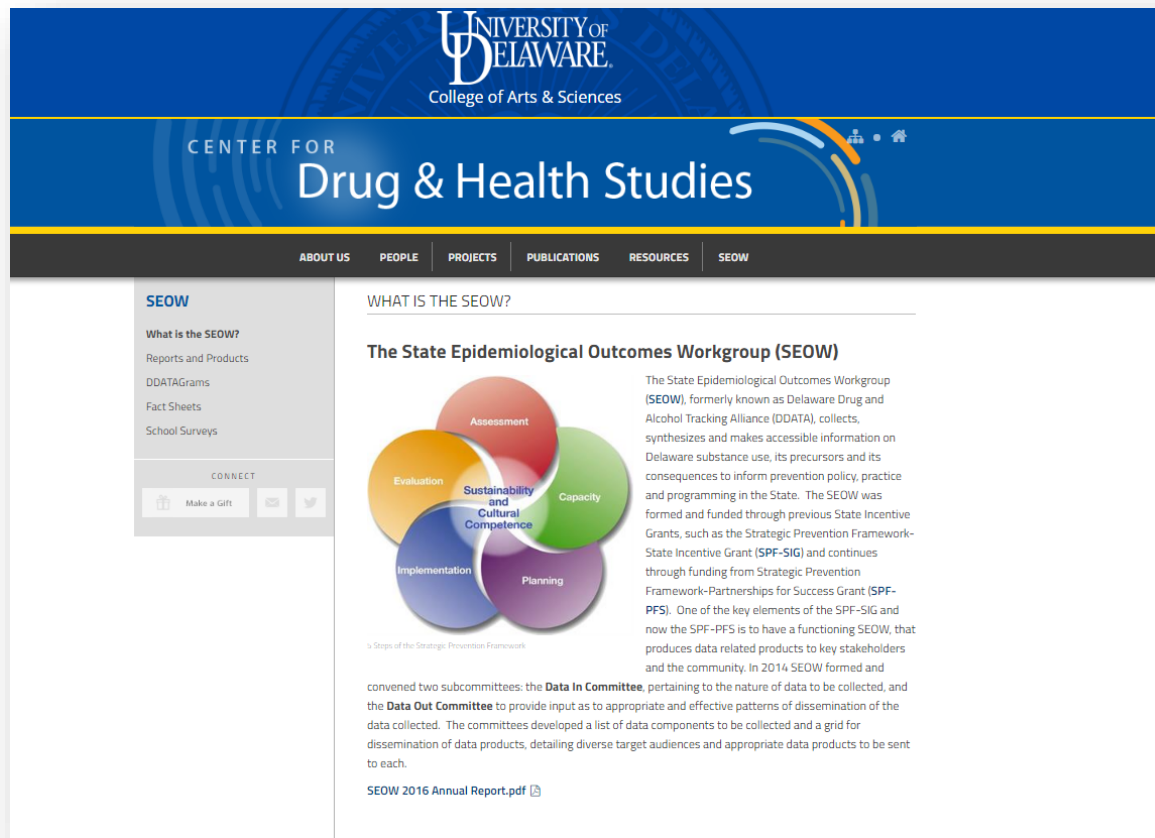 UNIVERSITY OF
DELAWARE.
College of Arts & Sciences
CENTER FOR
Drug & Health Studies
ABOUT US PEOPLE PROJECTS PUBLICATIONS RESOURCES SEOW
SEOW
What is the SEOW?
Reports and Products
DDATAGrams
Fact Sheets
School Surveys
CONNECT
Make a Gift
WHAT IS THE SEOW?
The State Epidemiological Outcomes Workgroup (SEOW)
Assessment
Evaluation
Capacity
Sustainability
and
Cultural
Competence
Implementation
Planning
5 Steps of the Strategic Prevention Framework
The State Epidemiological Outcomes Workgroup
(SEOW), formerly known as Delaware Drug and
Alcohol Tracking Alliance (DDATA), collects,
synthesizes and makes accessible information on
Delaware substance use, its precursors and its
consequences to inform prevention policy, practice
and programming in the State. The SEOW was
formed and funded through previous State Incentive
Grants, such as the Strategic Prevention Framework-
State Incentive Grant (SPF-SIG) and continues
through funding from Strategic Prevention
Framework-Partnerships for Success Grant (SPF-
PFS). One of the key elements of the SPF-SIG and
now the SPF-PFS is to have a functioning SEOW, that
produces data related products to key stakeholders
and the community. In 2014 SEOW formed and
convened two subcommittees: the Data In Committee, pertaining to the nature of data to be collected, and
the Data Out Committee to provide input as to appropriate and effective patterns of dissemination of the
data collected. The committees developed a list of data components to be collected and a grid for
dissemination of data products, detailing diverse target audiences and appropriate data products to be sent
to each.
SEOW 2016 Annual Report.pdf